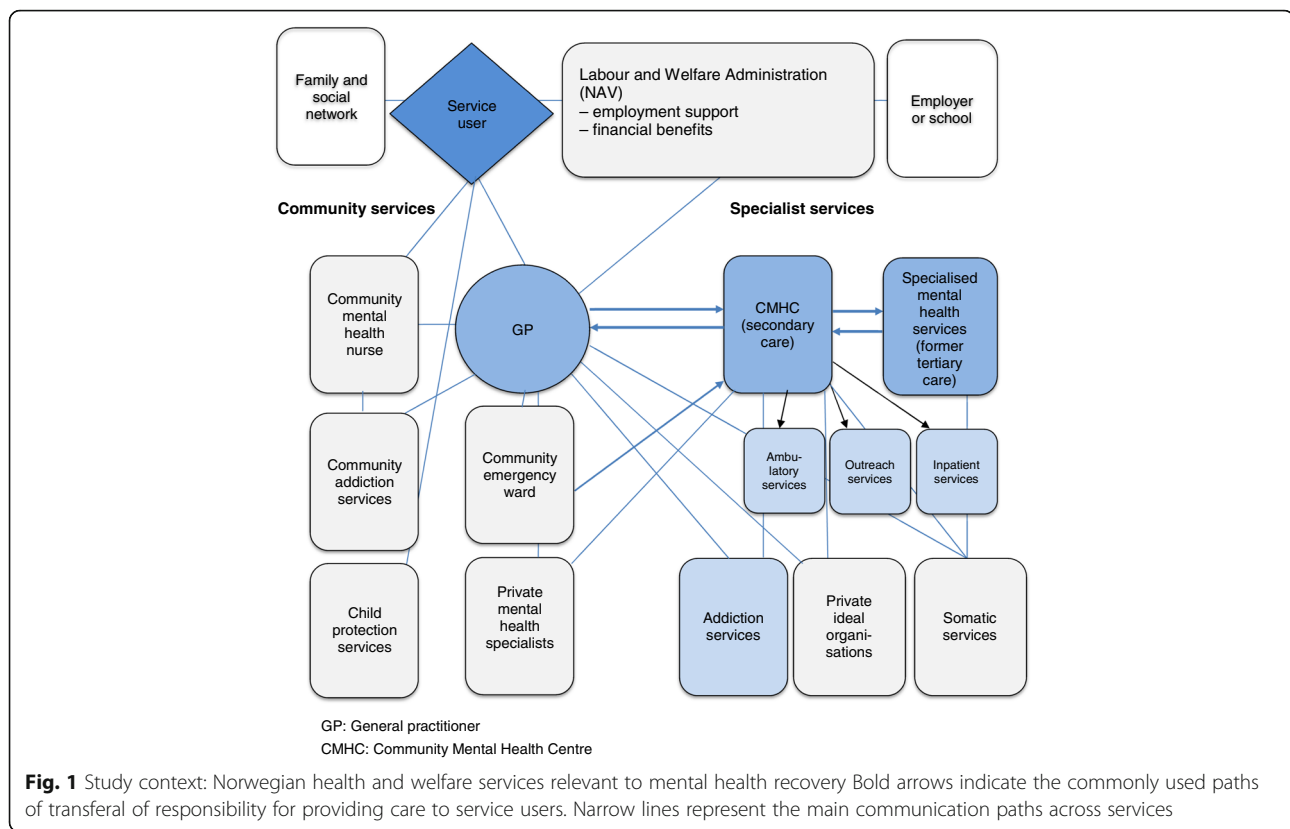 Family and
social
network
Service
user
Labour and Welfare Administration
(NAV)
– employment support
– financial benefits
Employer
or school
Community services
Specialist services
Community
mental
health
nurse
GP
CMHC
(secondary
care)
Specialised
mental
health
services
(former
tertiary
care)
Community
addiction
services
Community
emergency
ward
Ambu-
latory
services
Outreach
services
Inpatient
services
Child
protection
services
Private
mental
health
specialists
Addiction
services
Private
ideal
organi-
sations
Somatic
services
GP: General practitioner
CMHC: Community Mental Health Centre
Fig. 1 Study context: Norwegian health and welfare services relevant to mental health recovery Bold arrows indicate the commonly used paths
of transferal of responsibility for providing care to service users. Narrow lines represent the main communication paths across services